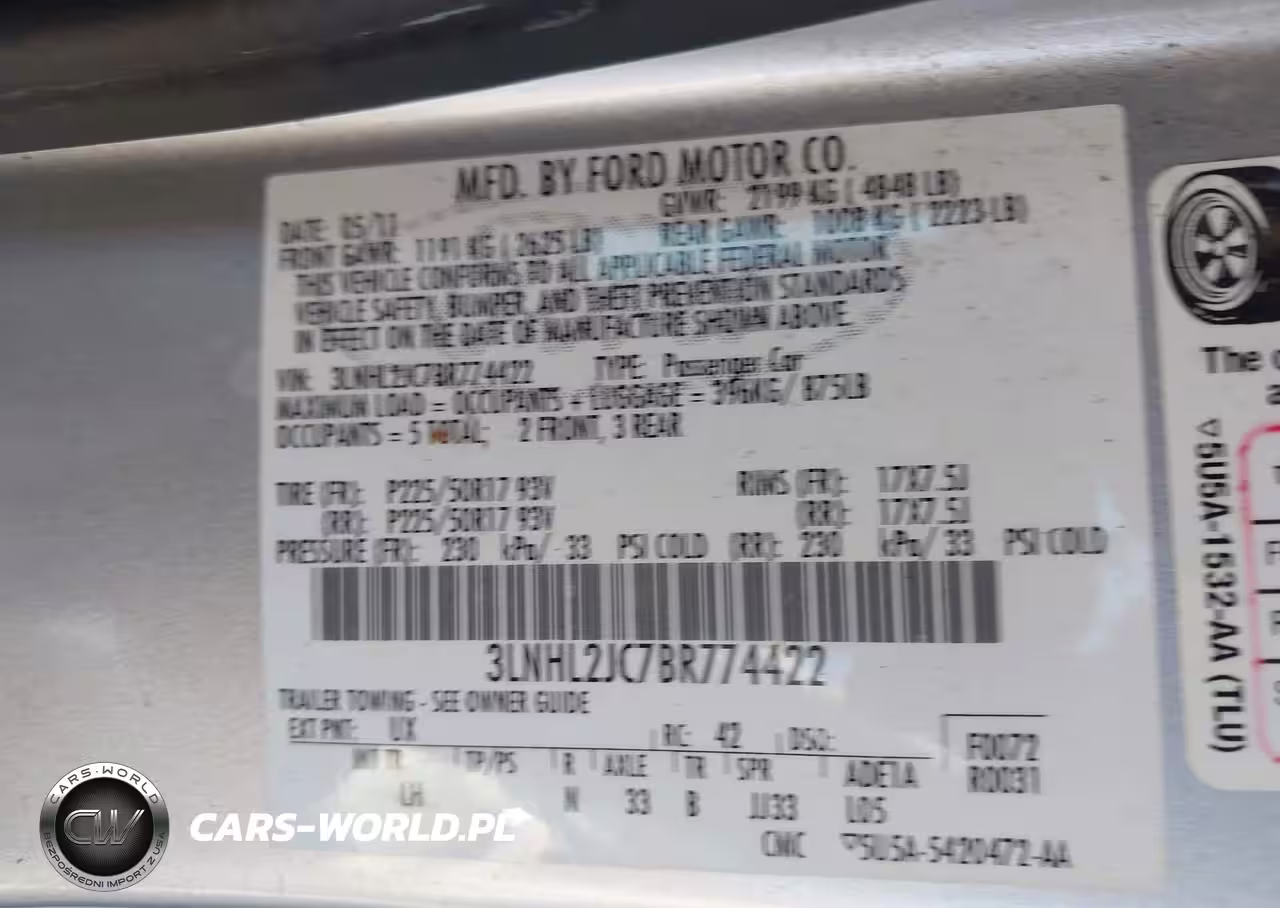 MFD. BY FORD MOTOR CO.
DATE: 05/11 GVWR: 2199 KG ( 4848 LB)
FRONT GAWR: 1191 KG ( 2625 LB) REAR GAWR: 1008 KG ( 2223 LB)
THIS VEHICLE CONFORMS TO ALL APPLICABLE FEDERAL MOTOR
VEHICLE SAFETY, BUMPER, AND THEFT PREVENTION STANDARDS
IN EFFECT ON THE DATE OF MANUFACTURE SHOWN ABOVE.
VIN: 3LNHL2JC7BR774422 TYPE: Passenger Car
MAXIMUM LOAD = OCCUPANTS + LUGGAGE = 396KG/ 875LB
OCCUPANTS = 5 TOTAL; 2 FRONT, 3 REAR
TIRE (FR): P225/50R17 93V RIMS (FR): 17X7.5J
(RR): P225/50R17 93V (RR): 17X7.5J
PRESSURE (FR): 230 kPa/ 33 PSI COLD (RR): 230 kPa/ 33 PSI COLD
3LNHL2JC7BR774422
TRAILER TOWING - SEE OWNER GUIDE
EXT PNT: UX RC: 42 DSO: F0072
INT TR TP/PS R AXLE TR SPR ADETA R0031
LH N 33 B JJ33 L05
CMC ▽5U5A-5420472-AA
The
▽5U5A-1532-AA (TLU)
CARS-WORLD
CW
BEZPOŚREDNI IMPORT Z USA
CARS-WORLD.PL